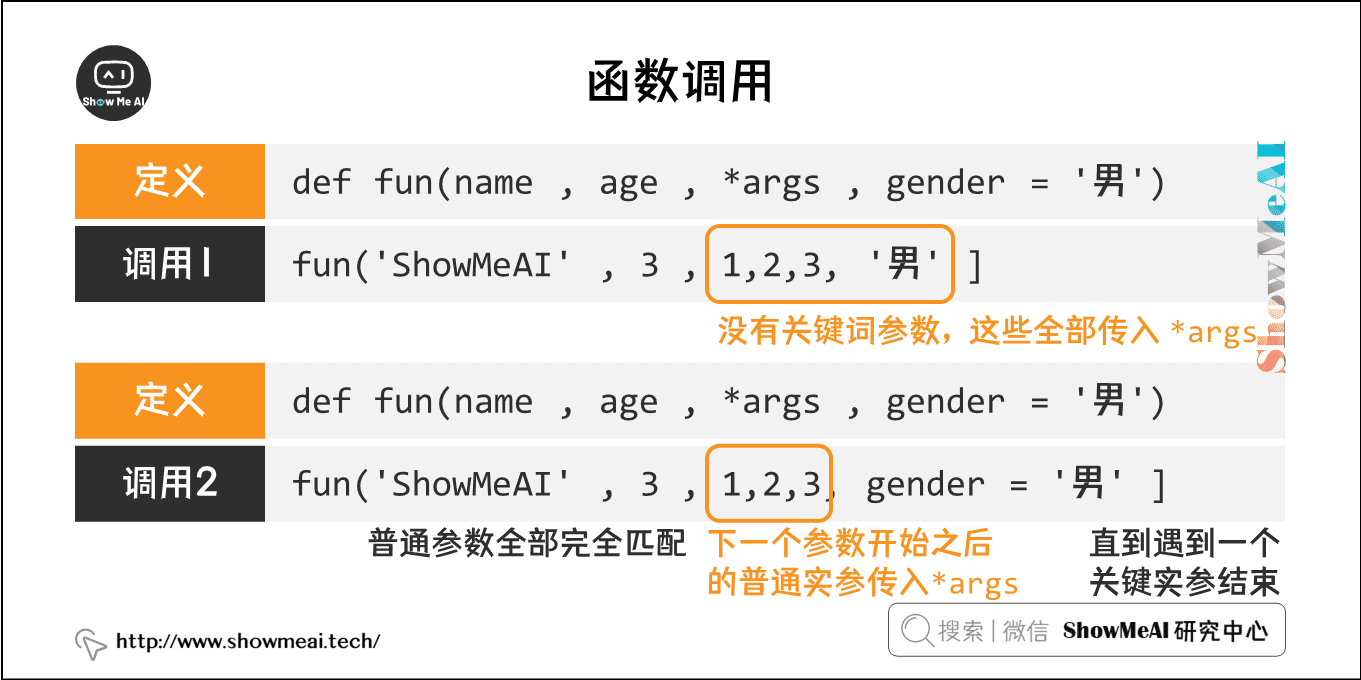 Show Me AI
函数调用
定义 def fun(name , age , *args , gender = '男')
调用1 fun('ShowMeAI' , 3 , 1,2,3, '男' ]
没有关键词参数，这些全部传入 *args
ShowMeAI
定义 def fun(name , age , *args , gender = '男')
调用2 fun('ShowMeAI' , 3 , 1,2,3, gender = '男' ]
普通参数全部完全匹配
下一个参数开始之后
的普通实参传入*args
直到遇到一个
关键实参结束
http://www.showmeai.tech/
搜索 | 微信 ShowMeAI 研究中心